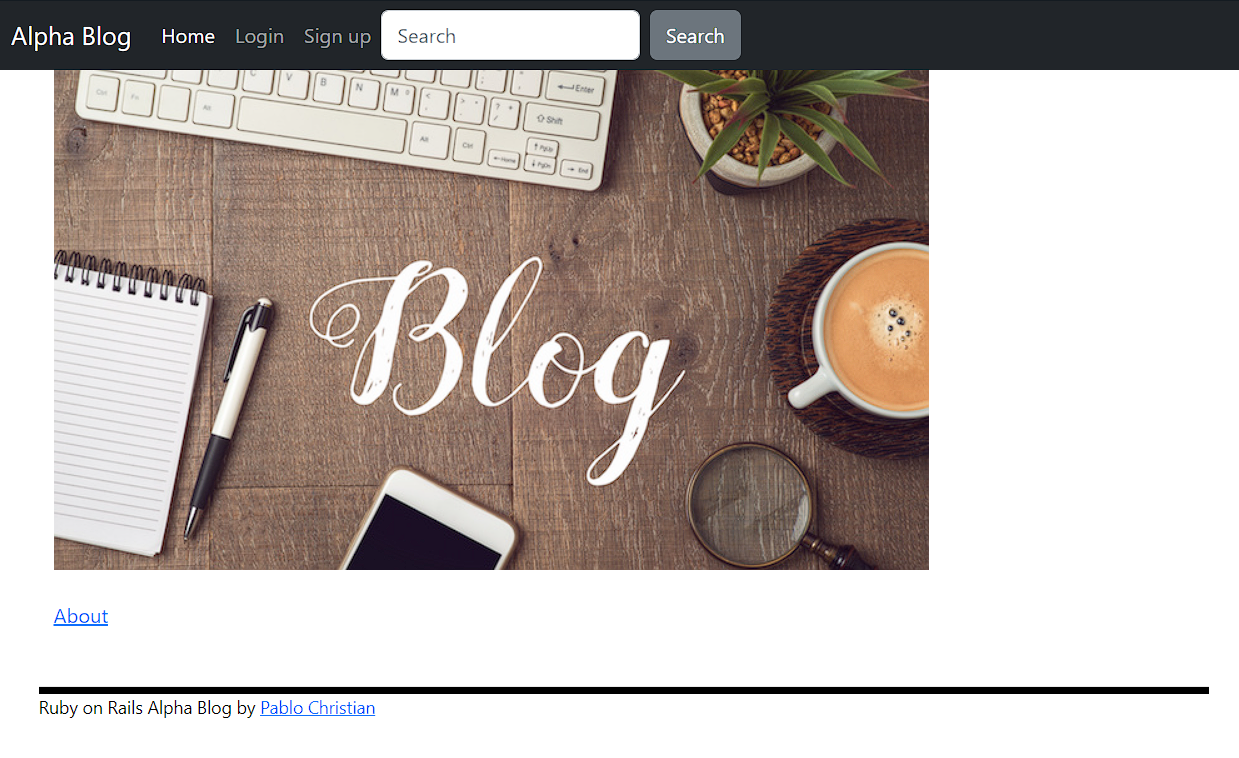 Alpha Blog Home Login Sign up Search Search
Ctrl Fn Alt C V B N M < , > . ? / Enter
Alt Ctrl Shift
Home PgUp PgDn End
Blog
About
Ruby on Rails Alpha Blog by Pablo Christian